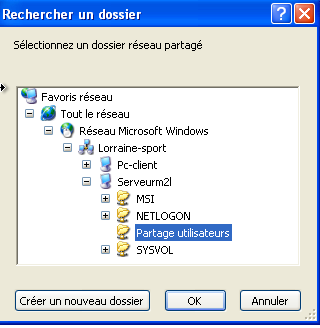 Rechercher un dossier
Sélectionnez un dossier réseau partagé
Favoris réseau
Tout le réseau
Réseau Microsoft Windows
Lorraine-sport
Pc-client
Serveurm2l
MSI
NETLOGON
Partage utilisateurs
SYSVOL
Créer un nouveau dossier
OK
Annuler